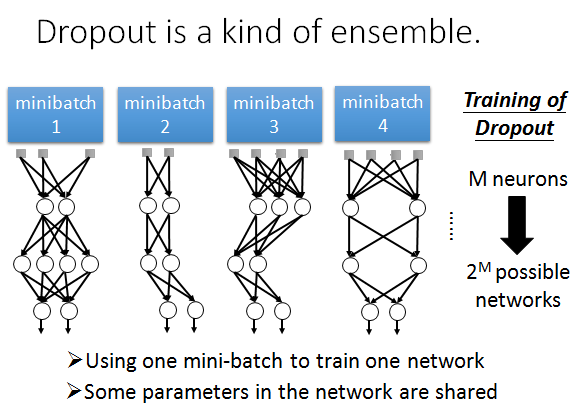 Dropout is a kind of ensemble.
minibatch
1
minibatch
2
minibatch
3
minibatch
4
Training of
Dropout
M neurons
......
2ᴹ possible
networks
➢Using one mini-batch to train one network
➢Some parameters in the network are shared